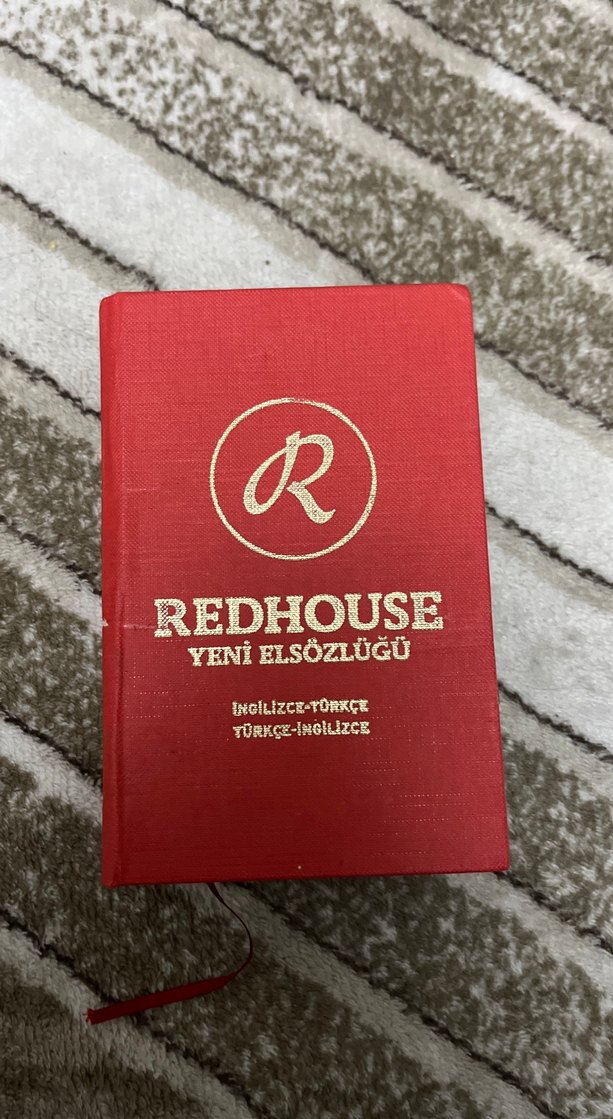 R
REDHOUSE
YENİ ELSÖZLÜĞÜ
İNGİLİZCE-TÜRKÇE
TÜRKÇE-İNGİLİZCE